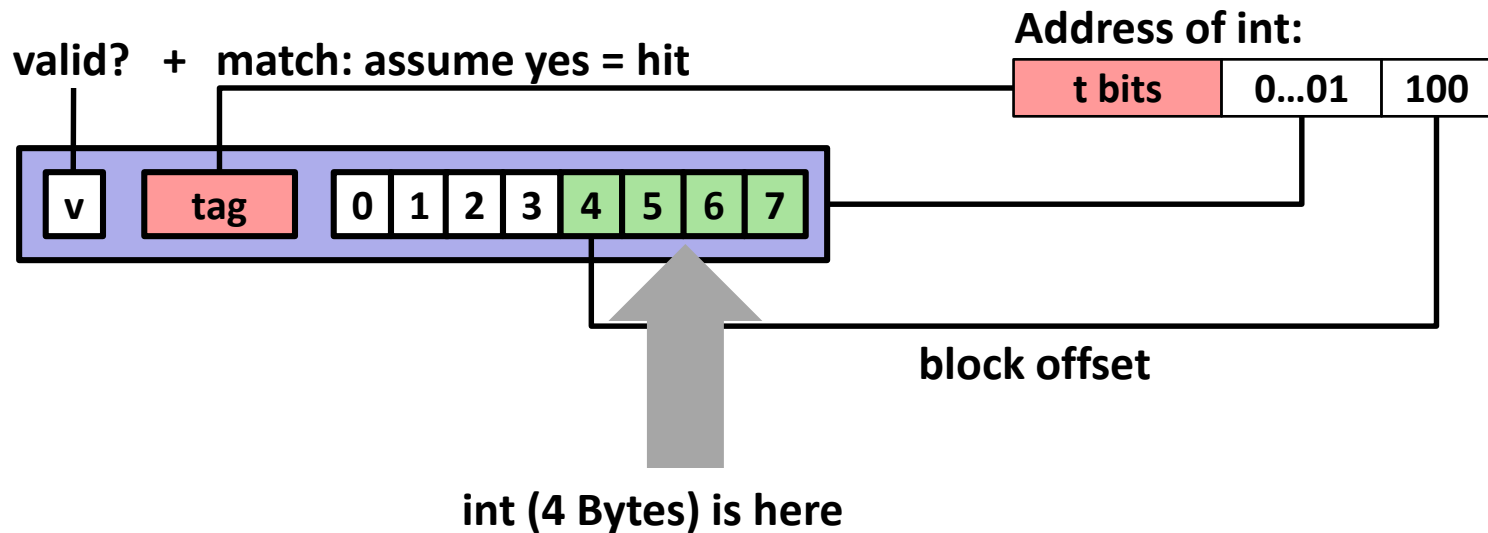 Address of int:
valid? + match: assume yes = hit
t bits 0...01 100
v tag 0 1 2 3 4 5 6 7
block offset
int (4 Bytes) is here